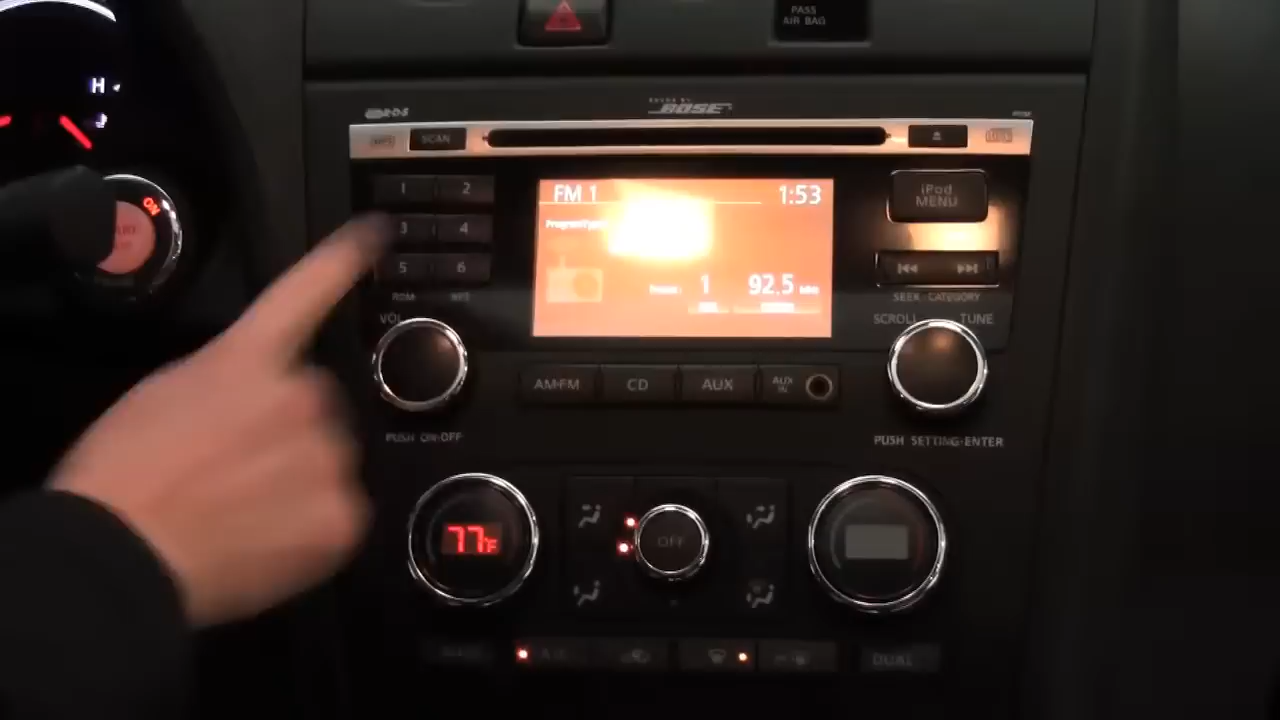 PASS
AIR BAG
H
BOSE
SCAN
ON
1 2
3 4
5 6
FM 1 1:53
1 92.5
iPod
MENU
SEEK CATEGORY
VOL
SCROLL TUNE
AM·FM CD AUX AUX
IN
PUSH ON·OFF
PUSH SETTING·ENTER
77°F
OFF
DUAL